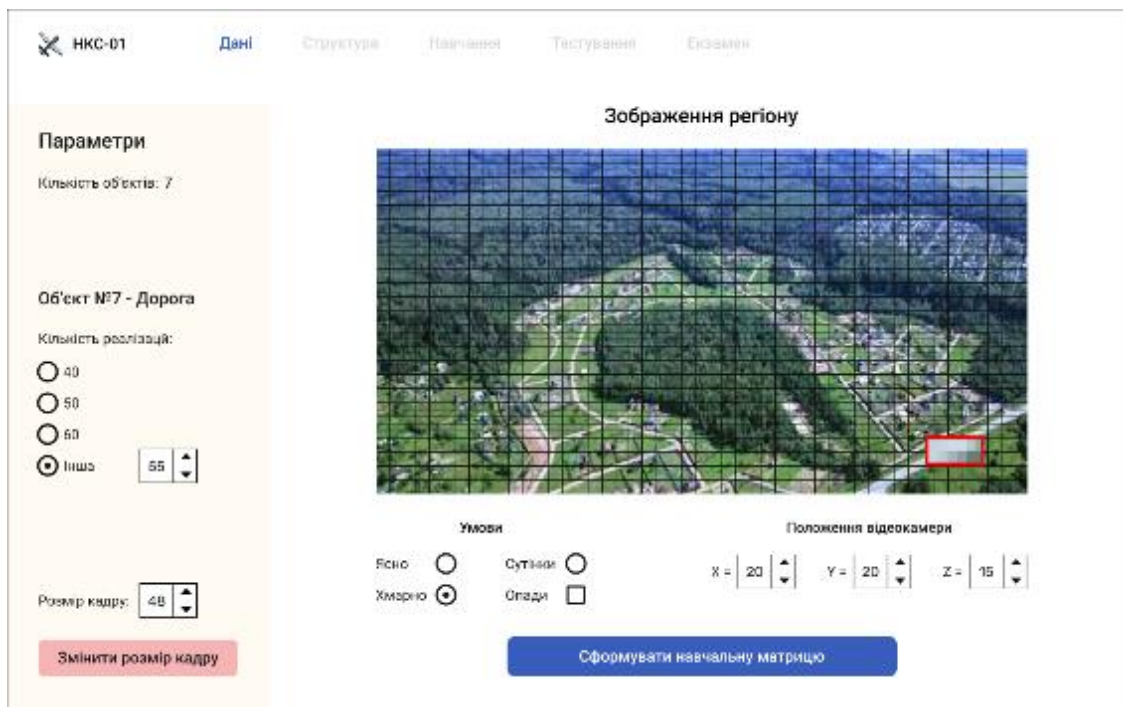 НКС-01 Дані Структура Навчання Тестування Екзамен
Зображення регіону
Параметри
Кількість об'єктів: 7
Об'єкт №7 - Дорога
Кількість реалізацій:
40
50
60
Інша 55
Умови Положення відеокамери
Ясно Сутінки X = 20 Y = 20 Z = 15
Хмарно Опади
Розмір кадру: 48
Змінити розмір кадру Сформувати навчальну матрицю